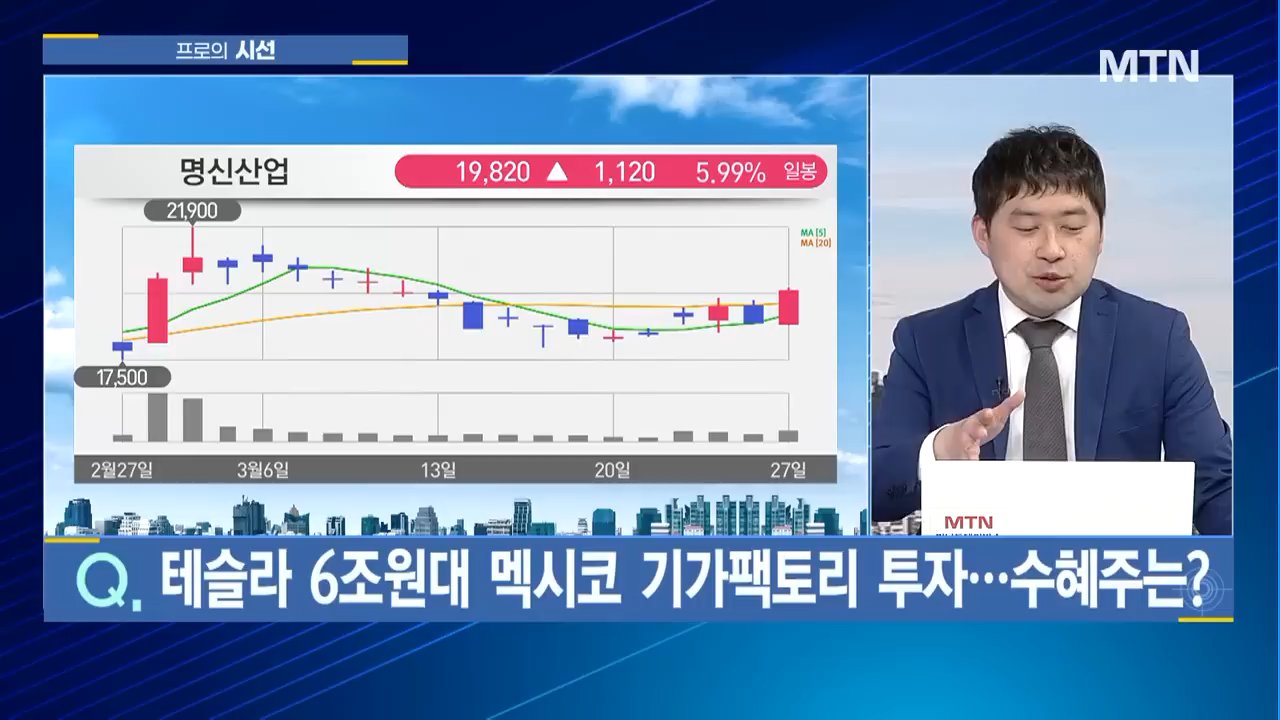 프로의 시선
MTN
명신산업
19,820 ▲ 1,120 5.99% 일봉
21,900
MA [5]
MA [20]
17,500
2월27일 3월6일 13일 20일 27일
MTN
Q. 테슬라 6조원대 멕시코 기가팩토리 투자…수혜주는?